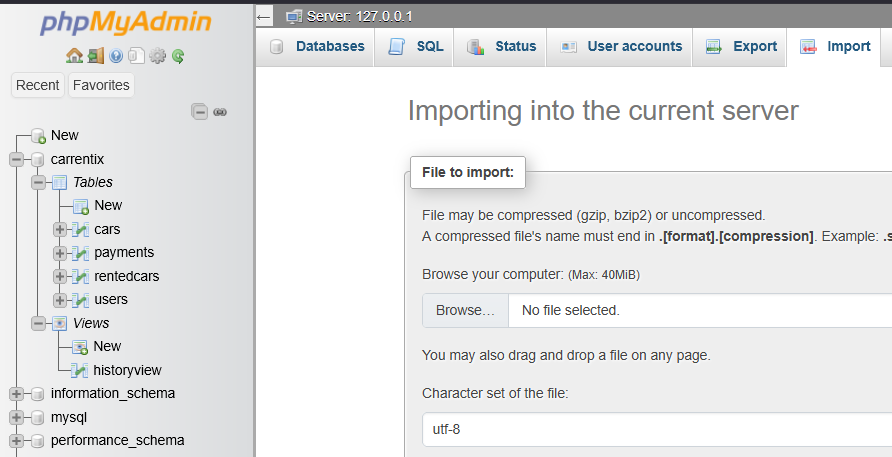 phpMyAdmin
Recent Favorites
New
carrentix
Tables
New
cars
payments
rentedcars
users
Views
New
historyview
information_schema
mysql
performance_schema
Server: 127.0.0.1
Databases SQL Status User accounts Export Import
Importing into the current server
File to import:
File may be compressed (gzip, bzip2) or uncompressed.
A compressed file's name must end in .[format].[compression]. Example: .s
Browse your computer: (Max: 40MiB)
Browse... No file selected.
You may also drag and drop a file on any page.
Character set of the file:
utf-8